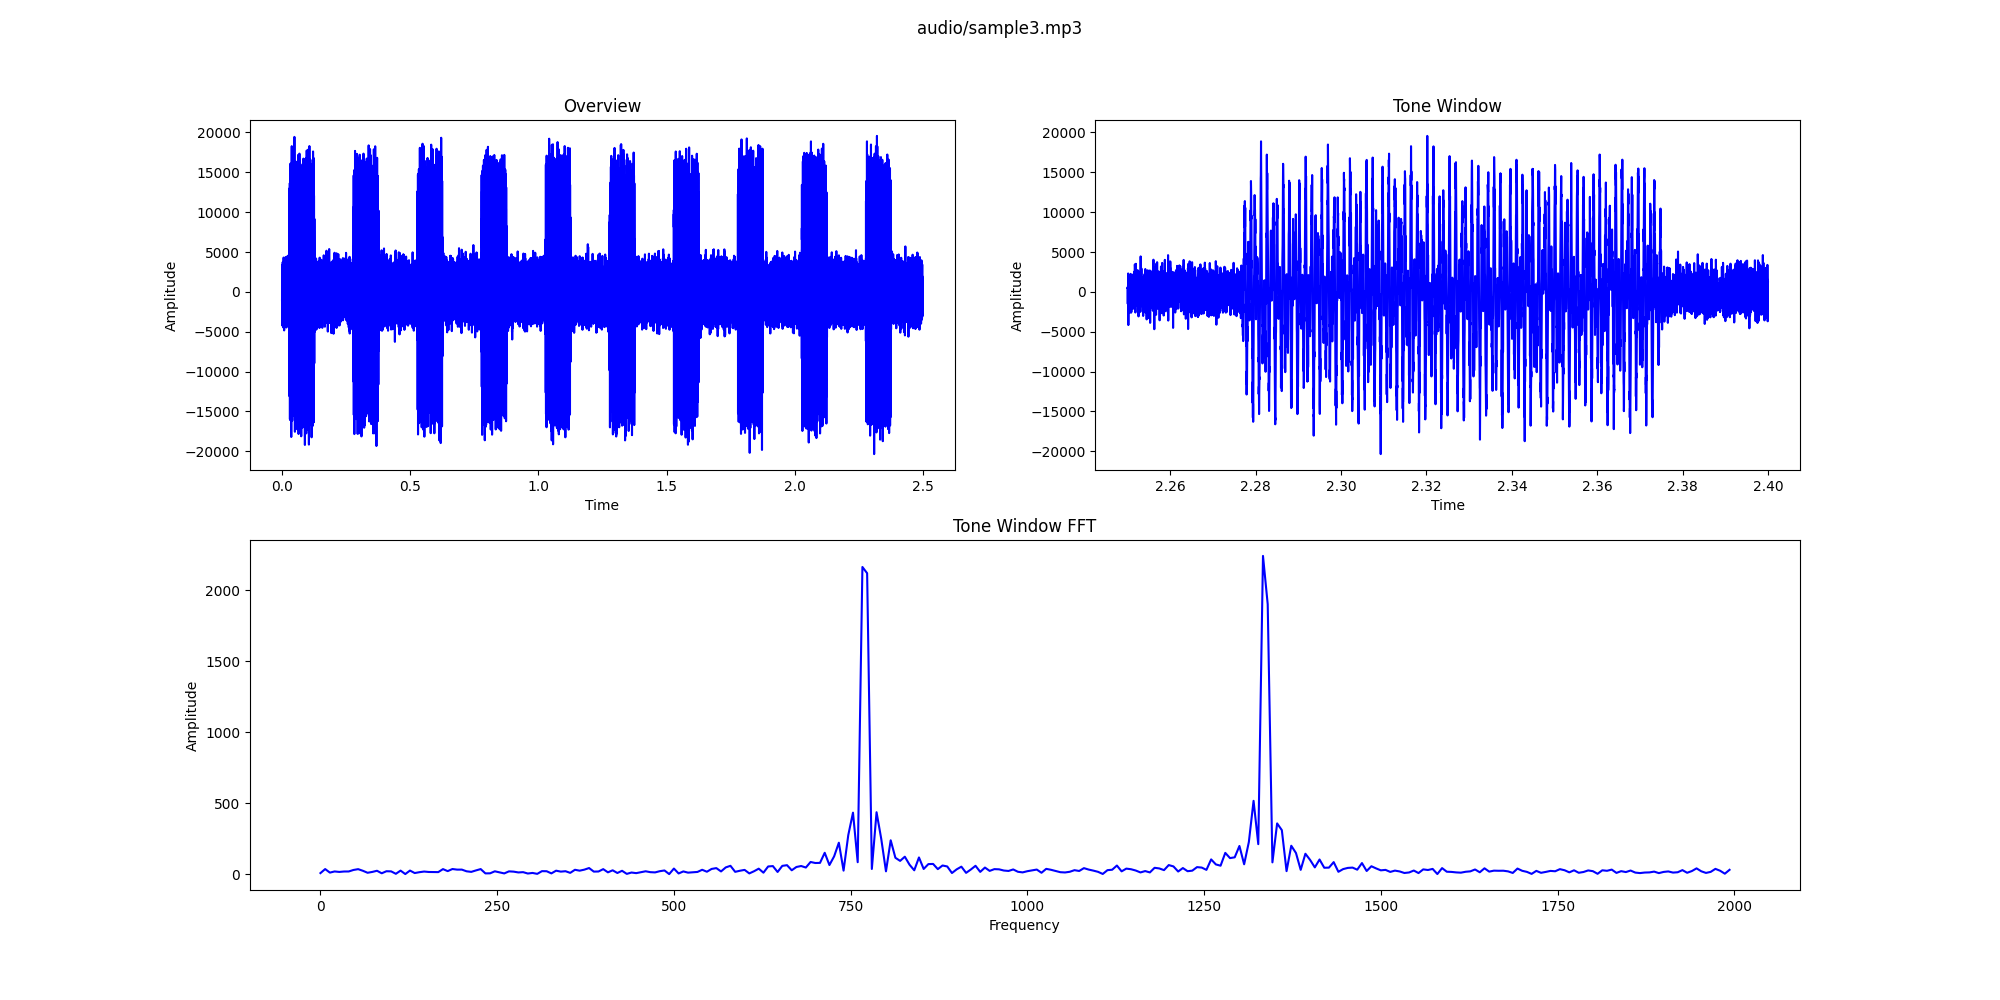 audio/sample3.mp3
Overview
20000
15000
10000
5000
0
−5000
−10000
−15000
−20000
Amplitude
0.0 0.5 1.0 1.5 2.0 2.5
Time
Tone Window
20000
15000
10000
5000
0
−5000
−10000
−15000
−20000
Amplitude
2.26 2.28 2.30 2.32 2.34 2.36 2.38 2.40
Time
Tone Window FFT
2000
1500
1000
500
0
Amplitude
0 250 500 750 1000 1250 1500 1750 2000
Frequency